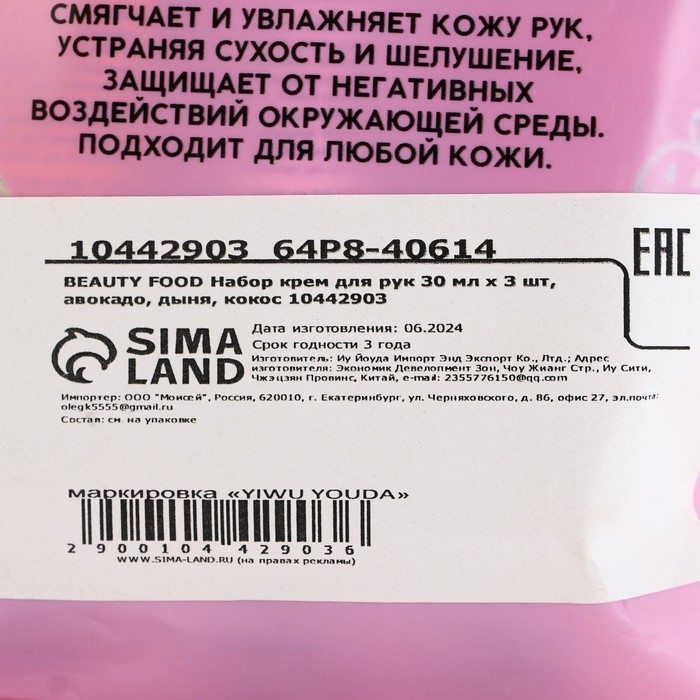 СМЯГЧАЕТ И УВЛАЖНЯЕТ КОЖУ РУК,
УСТРАНЯЯ СУХОСТЬ И ШЕЛУШЕНИЕ,
ЗАЩИЩАЕТ ОТ НЕГАТИВНЫХ
ВОЗДЕЙСТВИЙ ОКРУЖАЮЩЕЙ СРЕДЫ.
ПОДХОДИТ ДЛЯ ЛЮБОЙ КОЖИ.
10442903 64P8-40614
EAC
BEAUTY FOOD Набор крем для рук 30 мл х 3 шт,
авокадо, дыня, кокос 10442903
SIMA
LAND
Дата изготовления: 06.2024
Срок годности 3 года
Изготовитель: Иу Йоуда Импорт Энд Экспорт Ко., Лтд.; Адрес
изготовителя: Экономик Девелопмент Зон, Чоу Жианг Стр., Иу Сити,
Чжэцзян Провинс, Китай, e-mail: 2355776150@qq.com
Импортер: ООО "Моисей", Россия, 620010, г. Екатеринбург, ул. Черняховского, д. 86, офис 27, эл.почта:
olegk5555@gmail.ru
Состав: см. на упаковке
маркировка «YIWU YOUDA»
2 900104 429036
WWW.SIMA-LAND.RU (на правах рекламы)